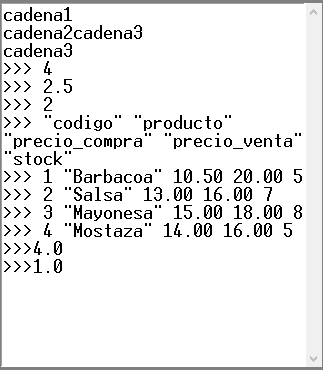 cadena1
cadena2cadena3
cadena3
>>> 4
>>> 2.5
>>> 2
>>> "codigo" "producto"
"precio_compra" "precio_venta"
"stock"
>>> 1 "Barbacoa" 10.50 20.00 5
>>> 2 "Salsa" 13.00 16.00 7
>>> 3 "Mayonesa" 15.00 18.00 8
>>> 4 "Mostaza" 14.00 16.00 5
>>>4.0
>>>1.0